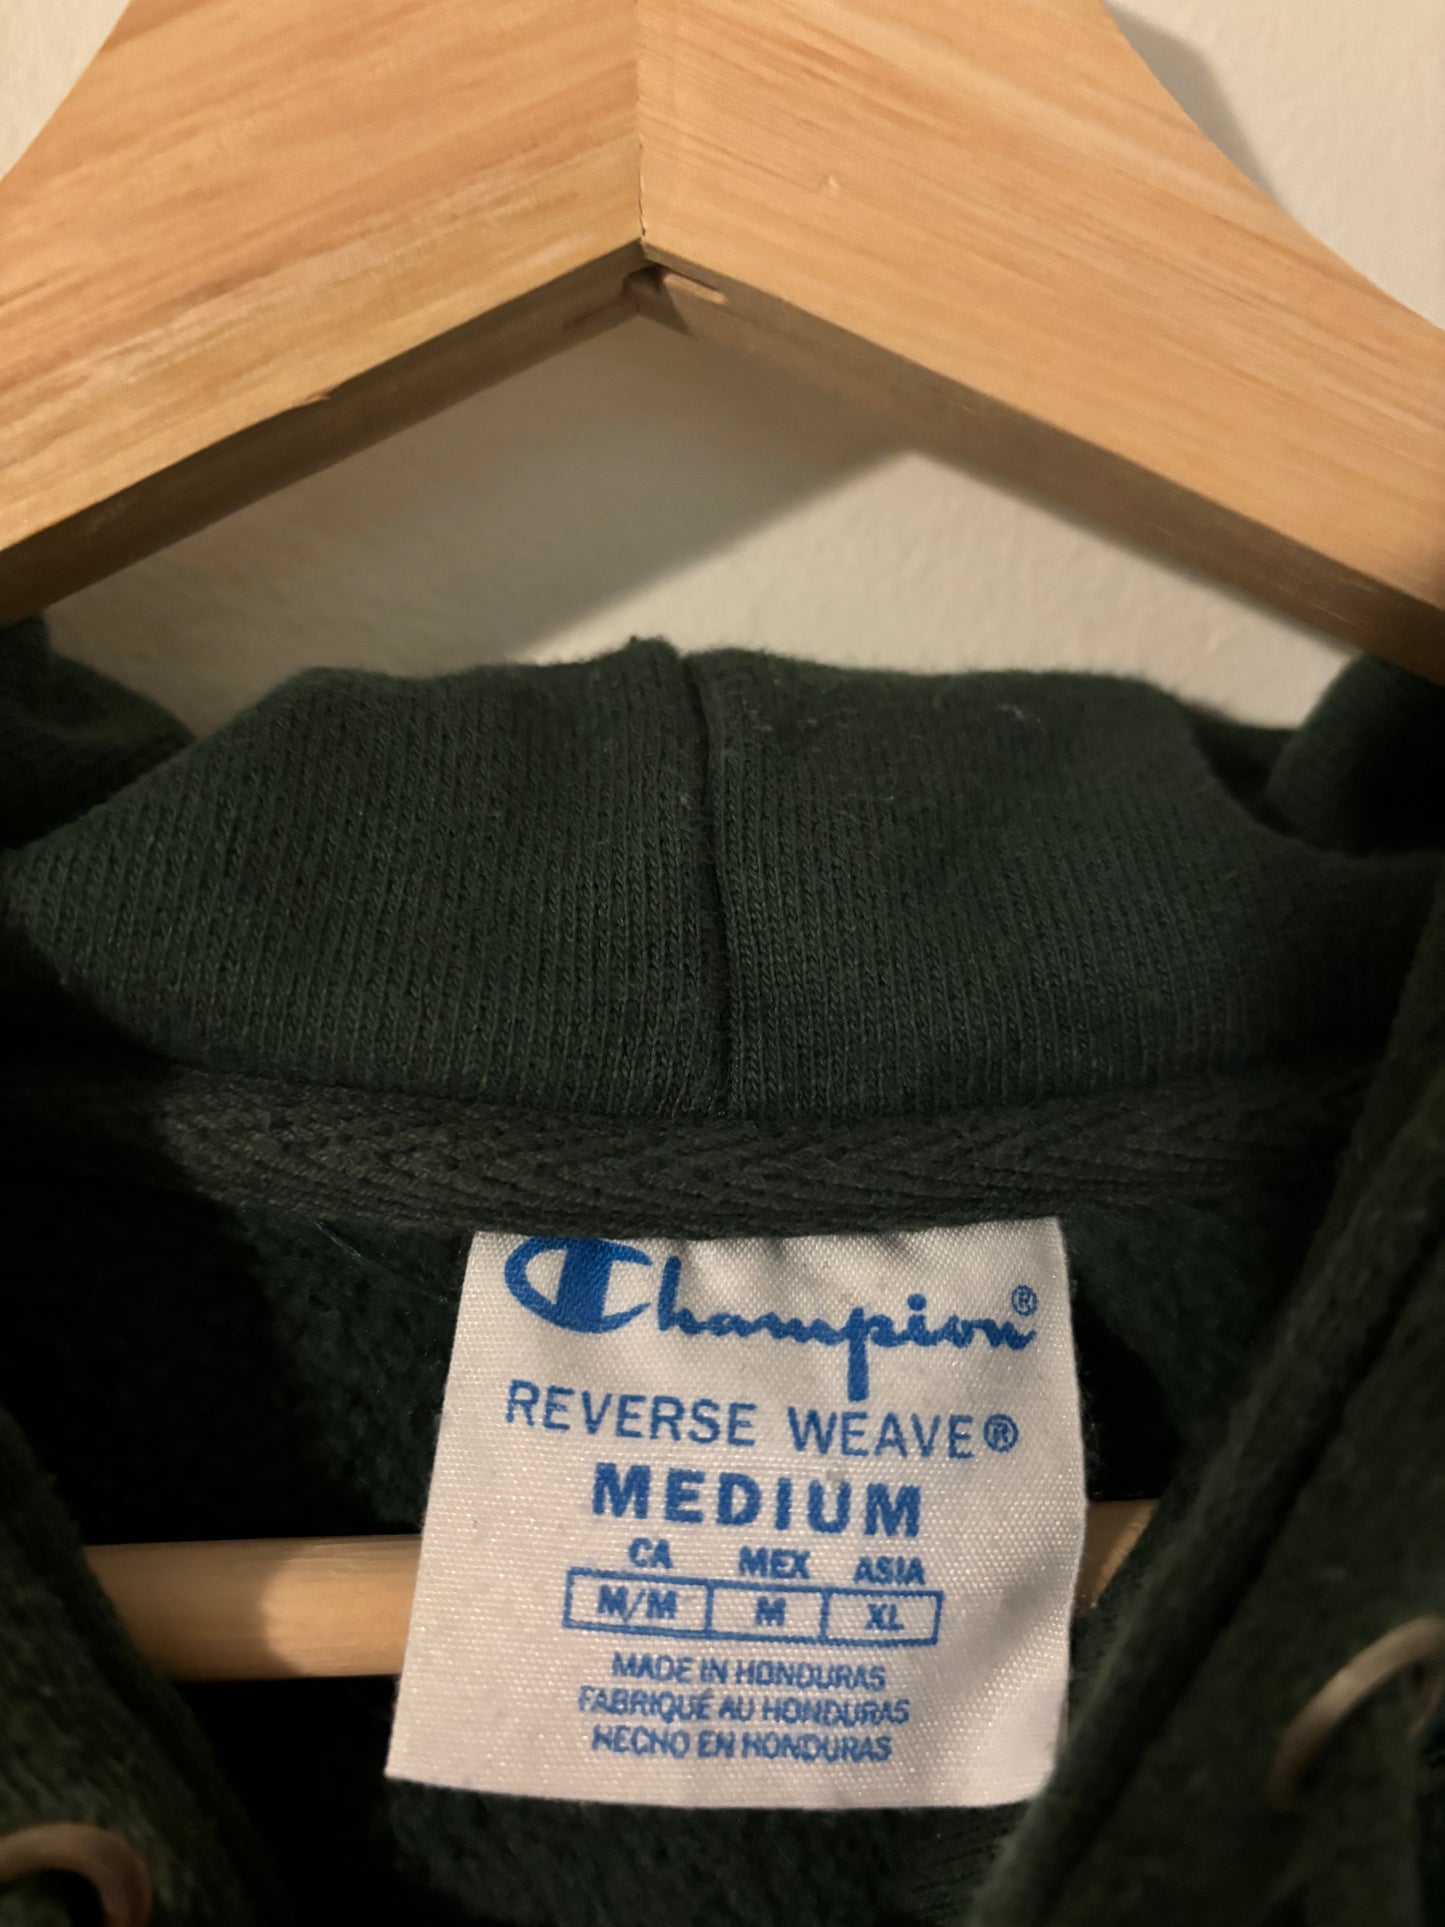 Champion®
REVERSE WEAVE®
MEDIUM
CA MEX ASIA
M/M M XL
MADE IN HONDURAS
FABRIQUÉ AU HONDURAS
HECHO EN HONDURAS